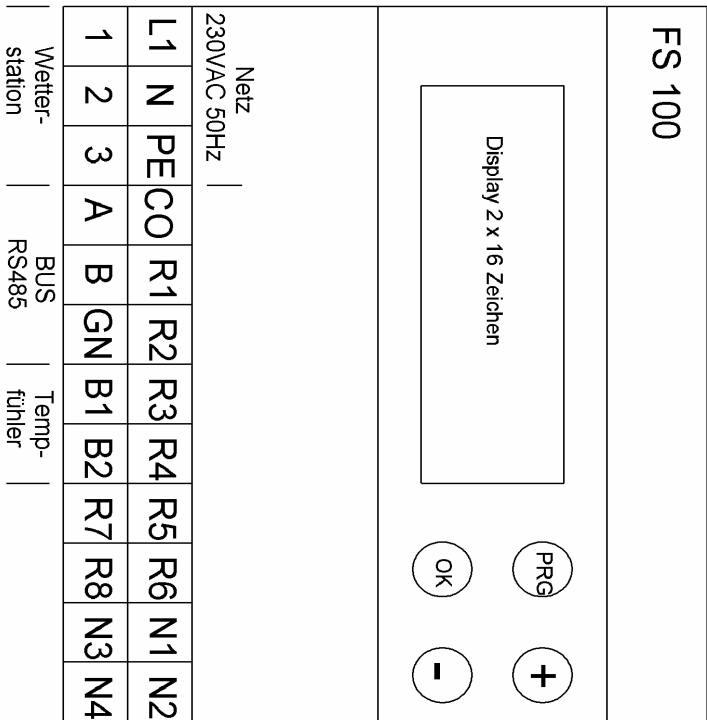 FS 100
Display 2 x 16 Zeichen
PRG
+
OK
-
Netz
230VAC 50Hz
L1 N PE CO R1 R2 R3 R4 R5 R6 N1 N2
1 2 3 A B GN B1 B2 R7 R8 N3 N4
Wetter-
station
BUS
RS485
Temp-
fühler